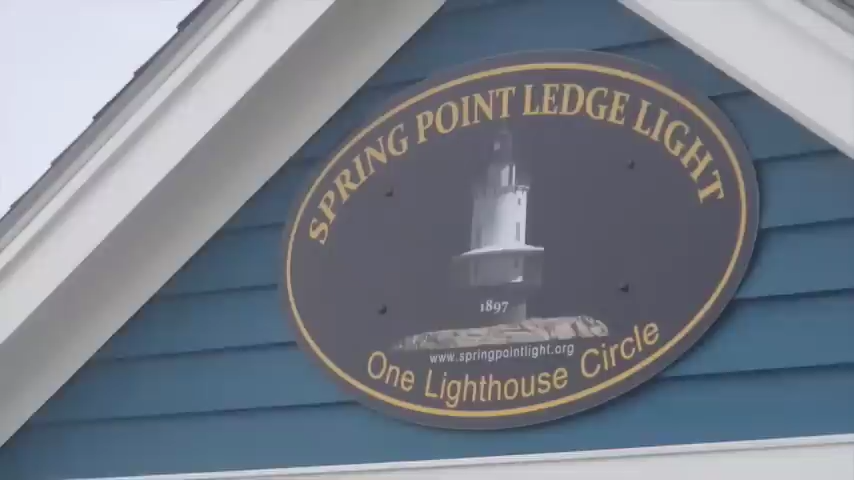 SPRING POINT LEDGE LIGHT
1897
www.springpointlight.org
One Lighthouse Circle